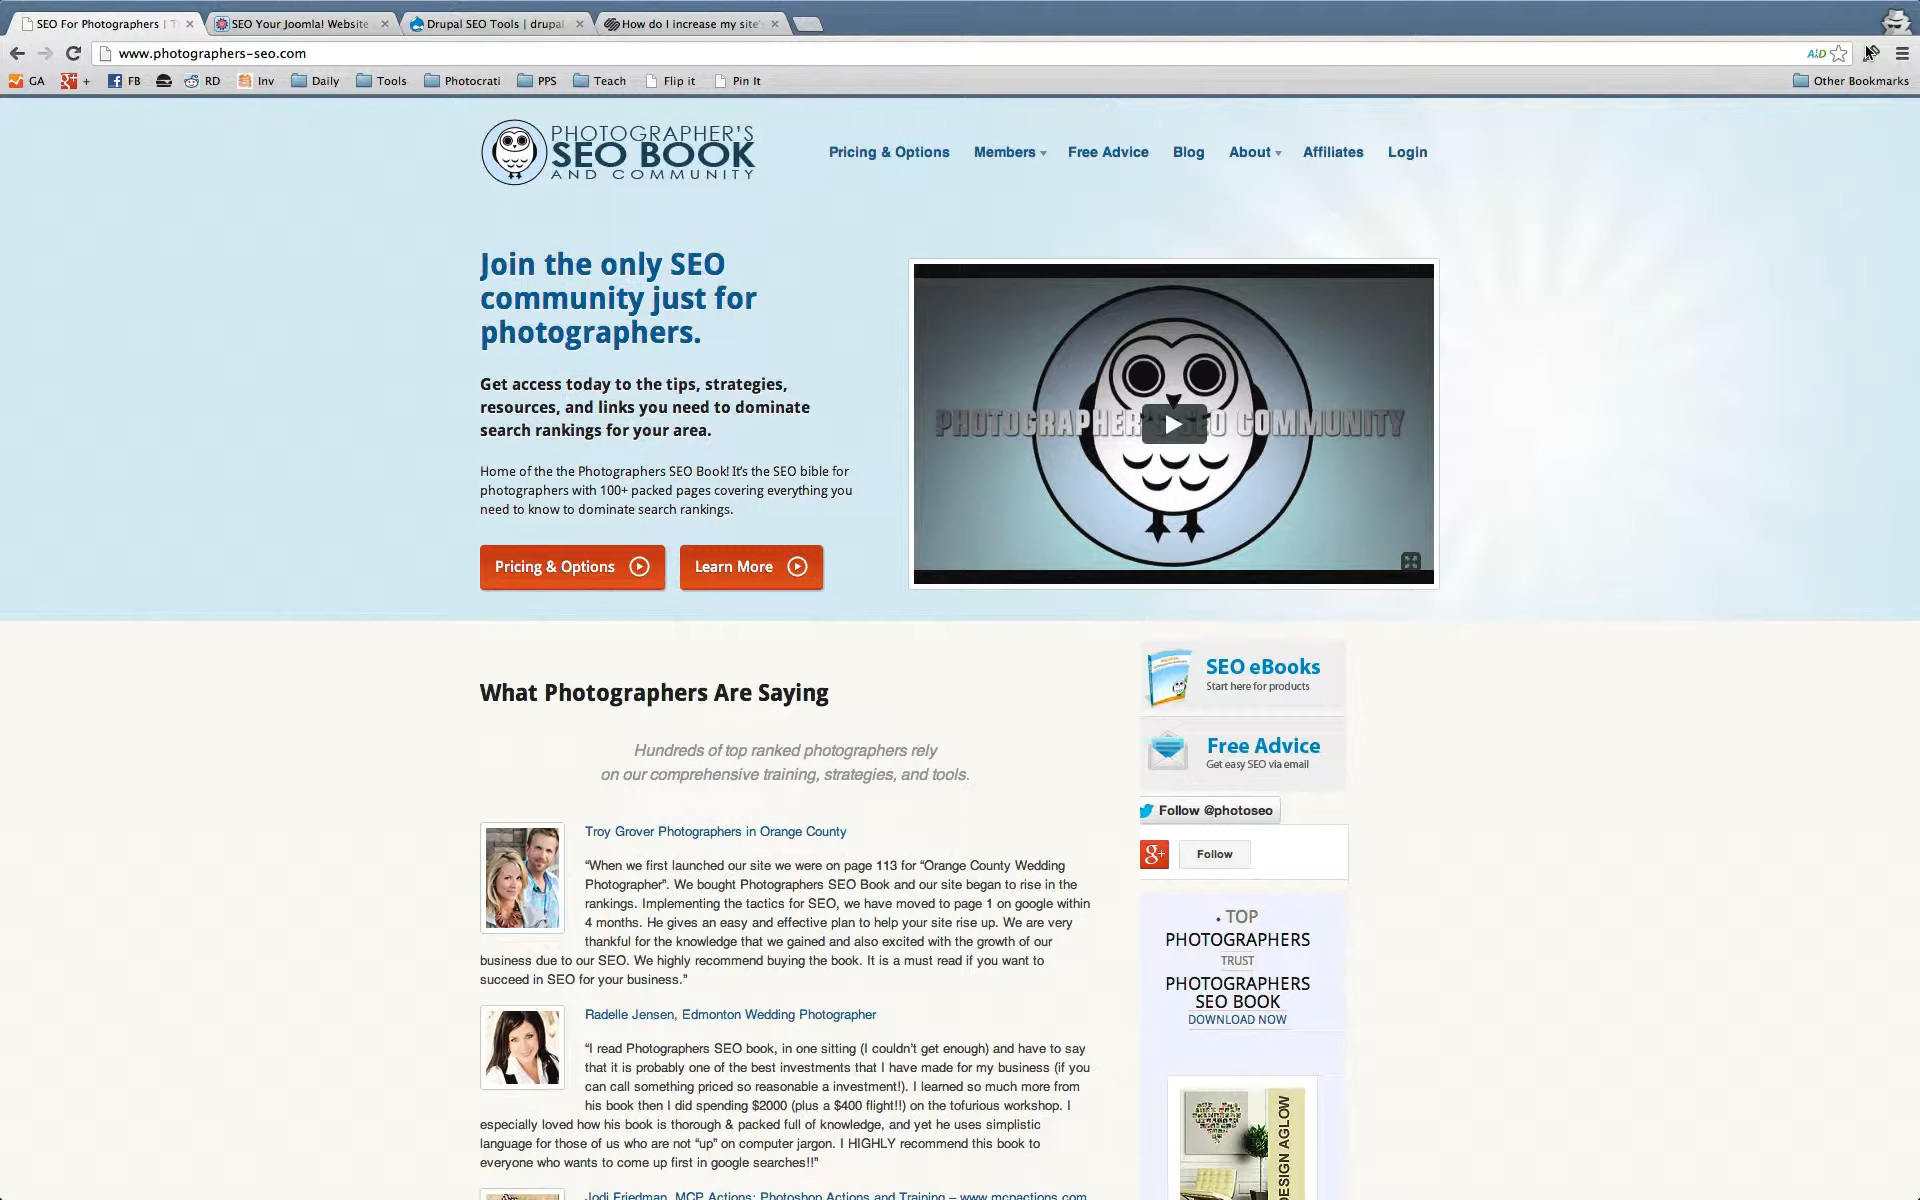 SEO For Photographers | T
SEO Your Joomla! Website
Drupal SEO Tools | drupal
How do I increase my site'
www.photographers-seo.com
GA
+
FB
RD
Inv
Daily
Tools
Photocrati
PPS
Teach
Flip it
Pin It
Other Bookmarks
PHOTOGRAPHER'S
SEO BOOK
AND COMMUNITY
Pricing & Options
Members
Free Advice
Blog
About
Affiliates
Login
Join the only SEO
community just for
photographers.
Get access today to the tips, strategies,
resources, and links you need to dominate
search rankings for your area.
Home of the the Photographers SEO Book! It's the SEO bible for
photographers with 100+ packed pages covering everything you
need to know to dominate search rankings.
Pricing & Options
Learn More
PHOTOGRAPHER'S SEO COMMUNITY
What Photographers Are Saying
Hundreds of top ranked photographers rely
on our comprehensive training, strategies, and tools.
Troy Grover Photographers in Orange County
“When we first launched our site we were on page 113 for “Orange County Wedding
Photographer”. We bought Photographers SEO Book and our site began to rise in the
rankings. Implementing the tactics for SEO, we have moved to page 1 on google within
4 months. He gives an easy and effective plan to help your site rise up. We are very
thankful for the knowledge that we gained and also excited with the growth of our
business due to our SEO. We highly recommend buying the book. It is a must read if you want to
succeed in SEO for your business.”
Radelle Jensen, Edmonton Wedding Photographer
“I read Photographers SEO book, in one sitting (I couldn’t get enough) and have to say
that it is probably one of the best investments that I have made for my business (if you
can call something priced so reasonable a investment!). I learned so much more from
his book then I did spending $2000 (plus a $400 flight!!) on the tofurious workshop. I
especially loved how his book is thorough & packed full of knowledge, and yet he uses simplistic
language for those of us who are not “up” on computer jargon. I HIGHLY recommend this book to
everyone who wants to come up first in google searches!!”
Jodi Friedman, MCP Actions: Photoshop Actions and Training – www.mcpactions.com
SEO eBooks
Start here for products
Free Advice
Get easy SEO via email
Follow @photoseo
g+
Follow
• TOP
PHOTOGRAPHERS
TRUST
PHOTOGRAPHERS
SEO BOOK
DOWNLOAD NOW
DESIGN AGLOW